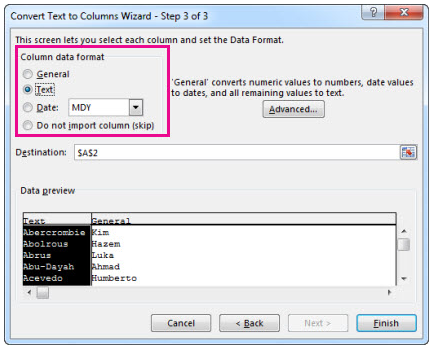 Convert Text to Columns Wizard - Step 3 of 3
?
This screen lets you select each column and set the Data Format.
Column data format
General
Text
Date: MDY
Do not import column (skip)
'General' converts numeric values to numbers, date values
to dates, and all remaining values to text.
Advanced...
Destination: $A$2
Data preview
Text General
Abercrombie Kim
Abolrous Hazem
Abrus Luka
Abu-Dayah Ahmad
Acevedo Humberto
Cancel < Back Next > Finish